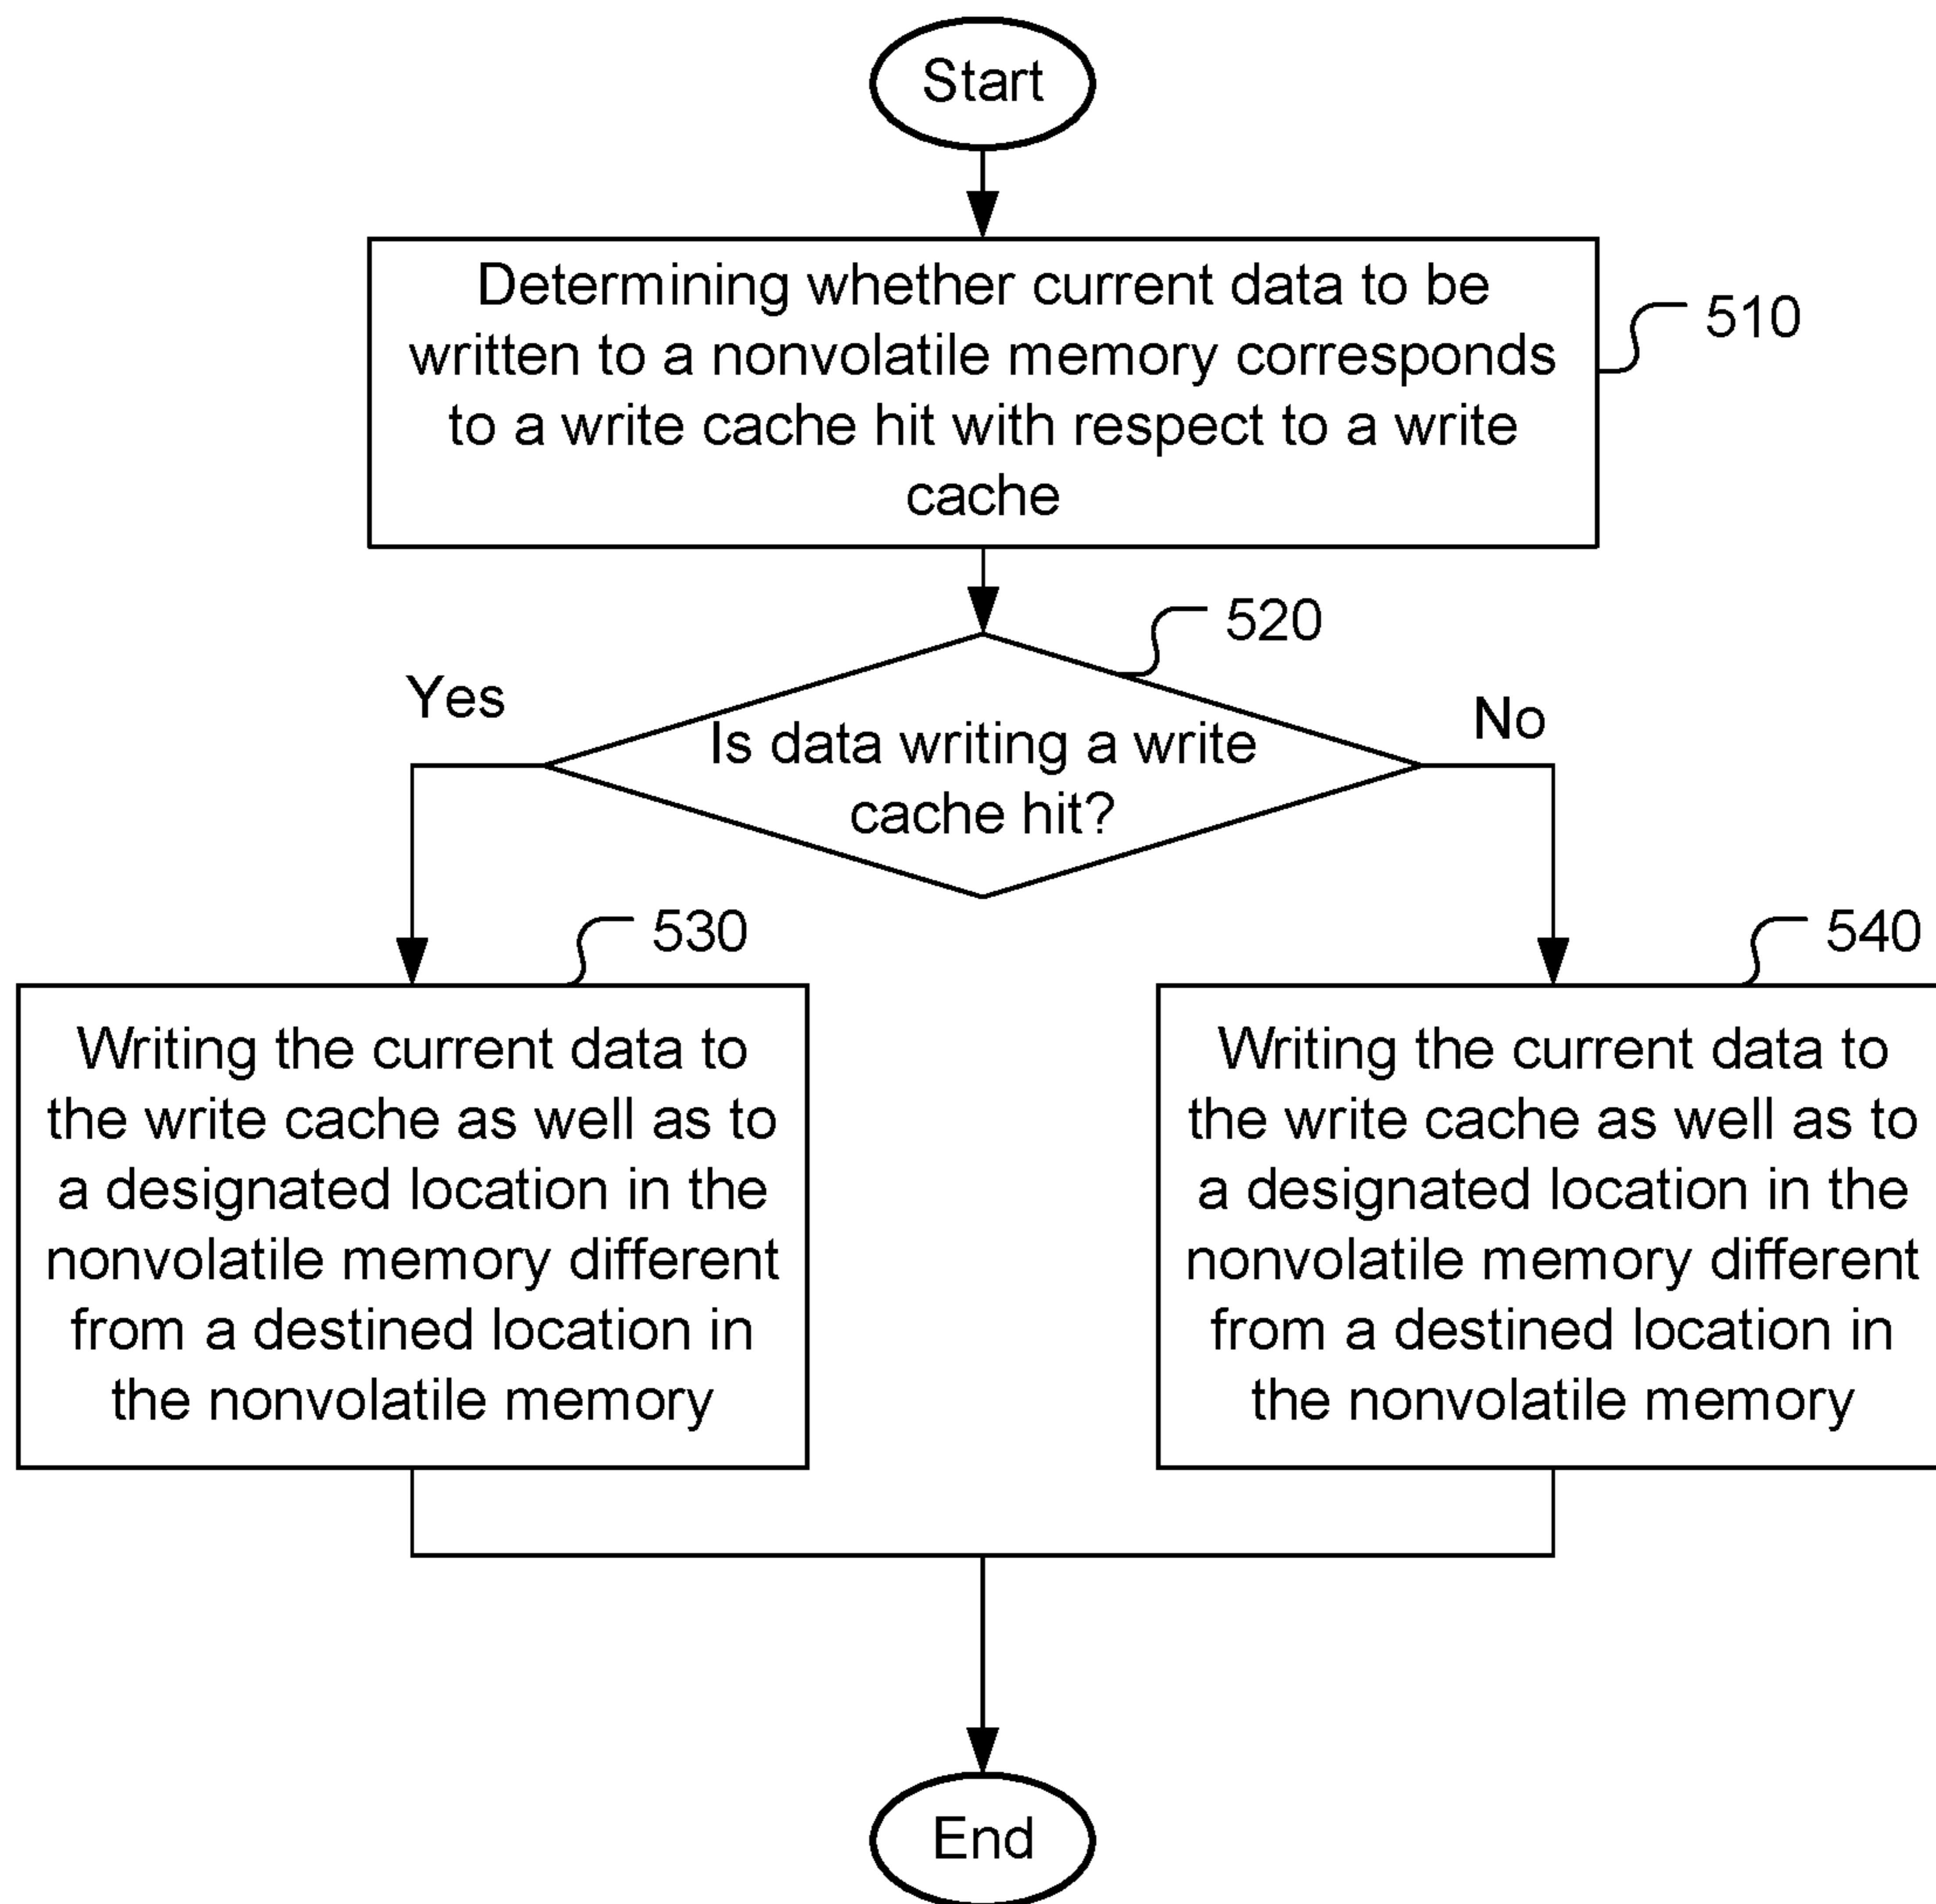 Start
Determining whether current data to be
written to a nonvolatile memory corresponds
to a write cache hit with respect to a write
cache
510
520
Yes
No
Is data writing a write
cache hit?
530
540
Writing the current data to
the write cache as well as to
a designated location in the
nonvolatile memory different
from a destined location in
the nonvolatile memory
Writing the current data to
the write cache as well as to
a designated location in the
nonvolatile memory different
from a destined location in
the nonvolatile memory
End